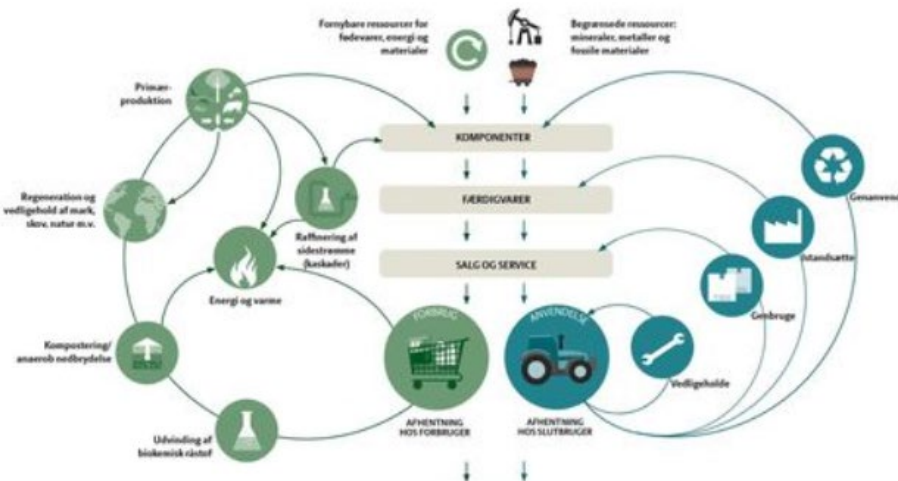 Fornybare ressourcer for
fødevarer, energi og
materialer
Begrænsede ressourcer:
mineraler, metaller og
fossile materialer
Primær-
produktion
KOMPONENTER
FÆRDIGVARER
SALG OG SERVICE
Regeneration og
vedligehold af mark,
skov, natur m.v.
Raffinering af
sidestrømme
(kaskader)
Energi og varme
Kompostering/
anaerob nedbrydelse
Udvinding af
biokemisk råstof
FORBRUG
ANVENDELSE
AFHENTNING
HOS FORBRUGER
AFHENTNING
HOS SLUTBRUGER
Vedligeholde
Genbruge
Istandsætte
Genanvend